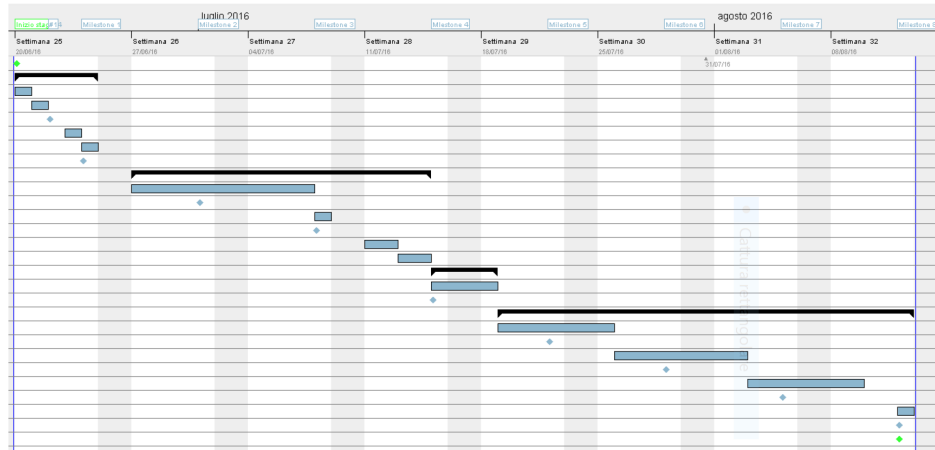 luglio 2016
agosto 2016
Milestone 1
Milestone 2
Milestone 3
Milestone 4
Milestone 5
Milestone 6
Milestone 7
Milestone 8
Settimana 25
Settimana 26
Settimana 27
Settimana 28
Settimana 29
Settimana 30
Settimana 31
Settimana 32
20/06/16
27/06/16
04/07/16
11/07/16
18/07/16
25/07/16
01/08/16
08/08/16
31/07/16
Cattura rettangolare